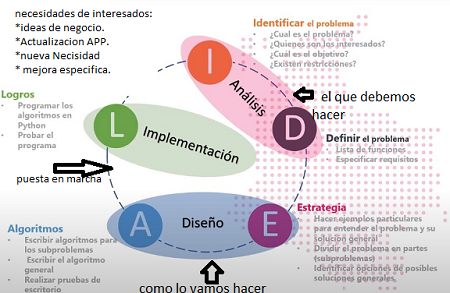 necesidades de interesados:
*ideas de negocio.
*Actualizacion APP.
*nueva Necisidad
* mejora especifica.
Identificar el problema
¿Cual es el problema?
¿Quienes son los interesados?
¿Cuál es el objetivo?
¿Existen restricciones?
I
Análisis
D
el que debemos
hacer
Definir el problema
• Lista de funciones
• Especificar requisitos
Logros
• Programar los
algoritmos en
Python
• Probar el
programa
L
Implementación
puesta en marcha
Algoritmos
• Escribir algoritmos para
los subproblemas
• Escribir el algoritmo
general
• Realizar pruebas de
escritorio
A
Diseño
E
como lo vamos hacer
Estrategia
• Hacer ejemplos particulares
para entender el problema y su
solución general
• Dividir el problema en partes
(subproblemas)
• Identificar opciones de posibles
soluciones generales